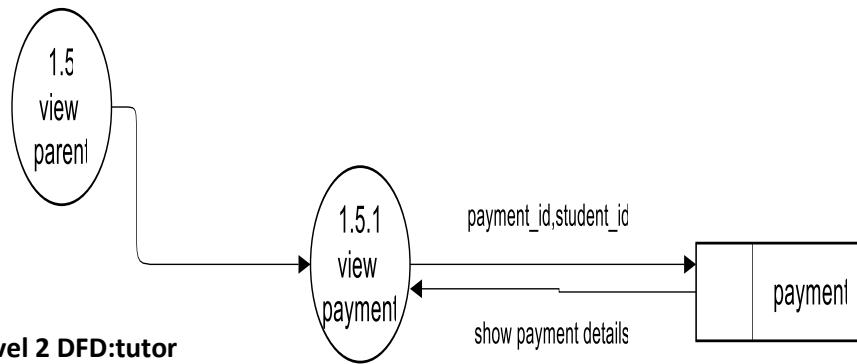 1.5
view
parent
1.5.1
view
payment
payment_id,student_id
show payment details
payment
vel 2 DFD:tutor